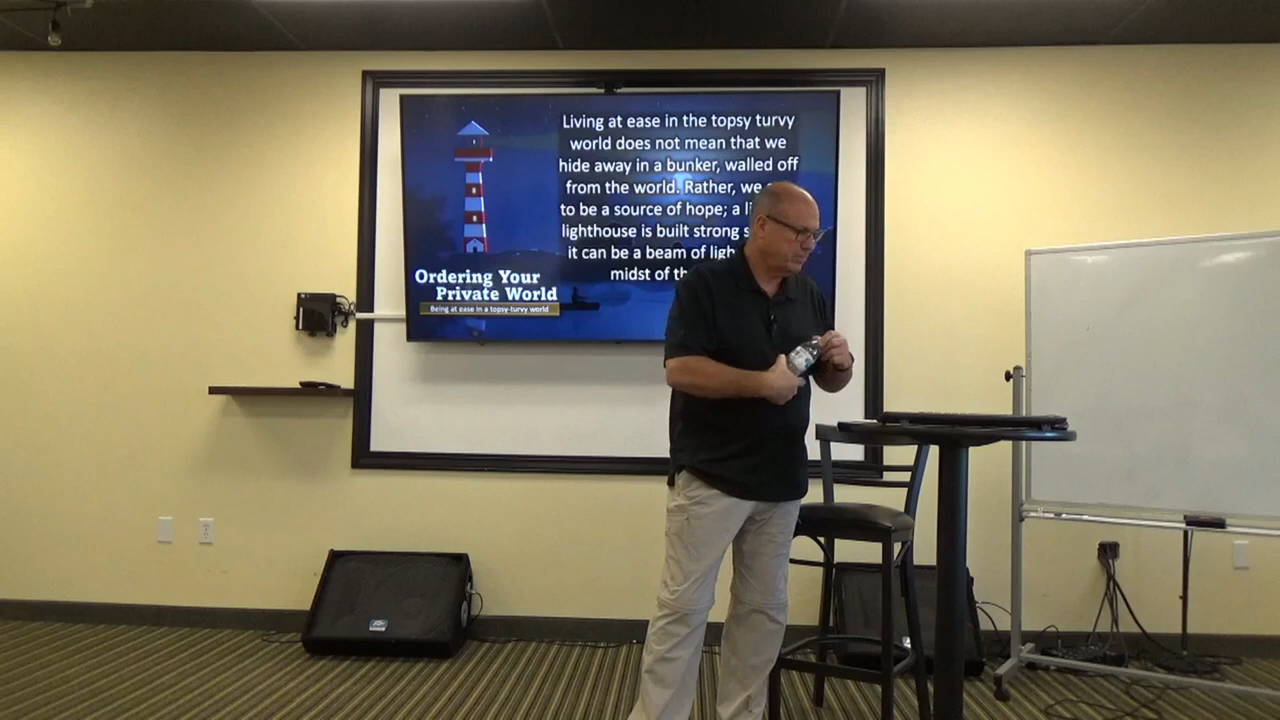 Living at ease in the topsy turvy
world does not mean that we
hide away in a bunker, walled off
from the world. Rather, we
to be a source of hope; a
lighthouse is built strong
it can be a beam of
midst of
Ordering Your
Private World
Being at ease in a topsy-turvy world